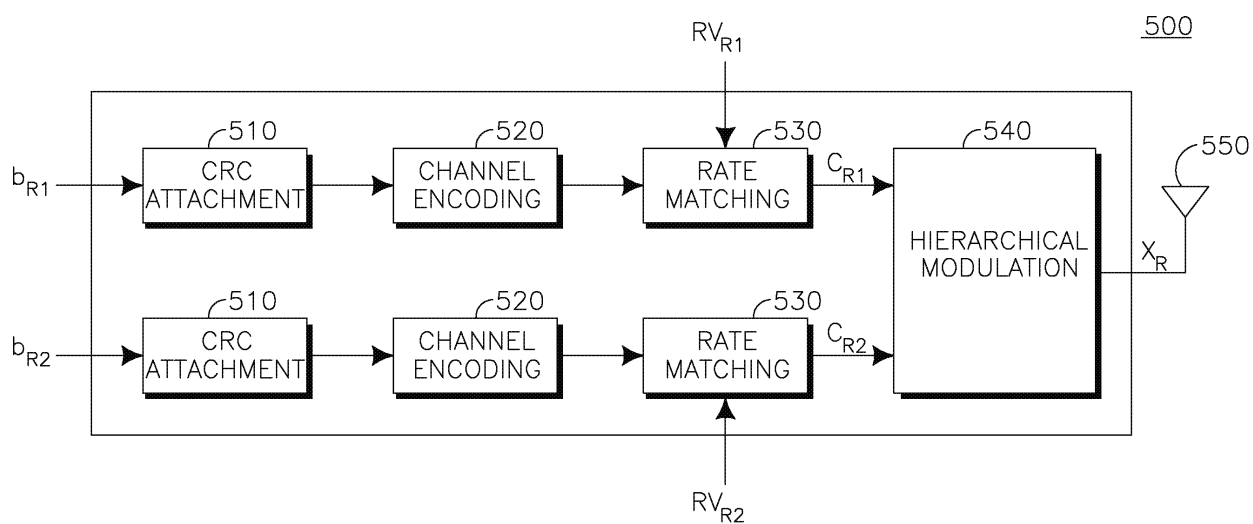 500
RV_R1
510
520
530
540
550
b_R1
CRC
ATTACHMENT
CHANNEL
ENCODING
RATE
MATCHING
C_R1
HIERARCHICAL
MODULATION
X_R
510
520
530
b_R2
CRC
ATTACHMENT
CHANNEL
ENCODING
RATE
MATCHING
C_R2
RV_R2